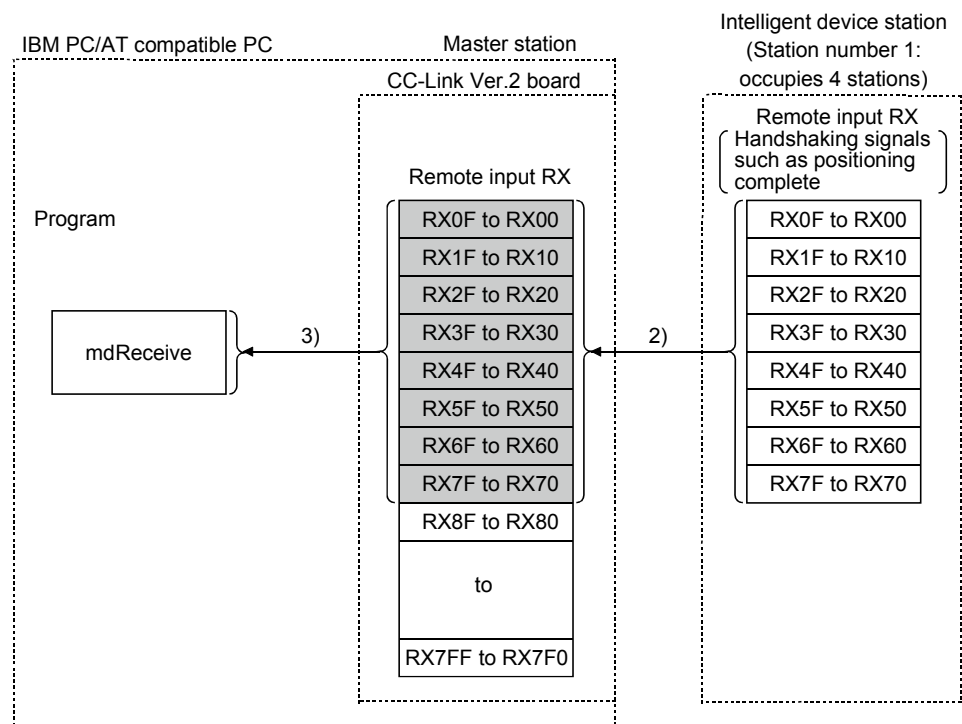 IBM PC/AT compatible PC
Master station
CC-Link Ver.2 board
Intelligent device station
(Station number 1:
occupies 4 stations)
Program
mdReceive
3)
Remote input RX
RX0F to RX00
RX1F to RX10
RX2F to RX20
RX3F to RX30
RX4F to RX40
RX5F to RX50
RX6F to RX60
RX7F to RX70
RX8F to RX80
to
RX7FF to RX7F0
2)
Remote input RX
Handshaking signals
such as positioning
complete
RX0F to RX00
RX1F to RX10
RX2F to RX20
RX3F to RX30
RX4F to RX40
RX5F to RX50
RX6F to RX60
RX7F to RX70